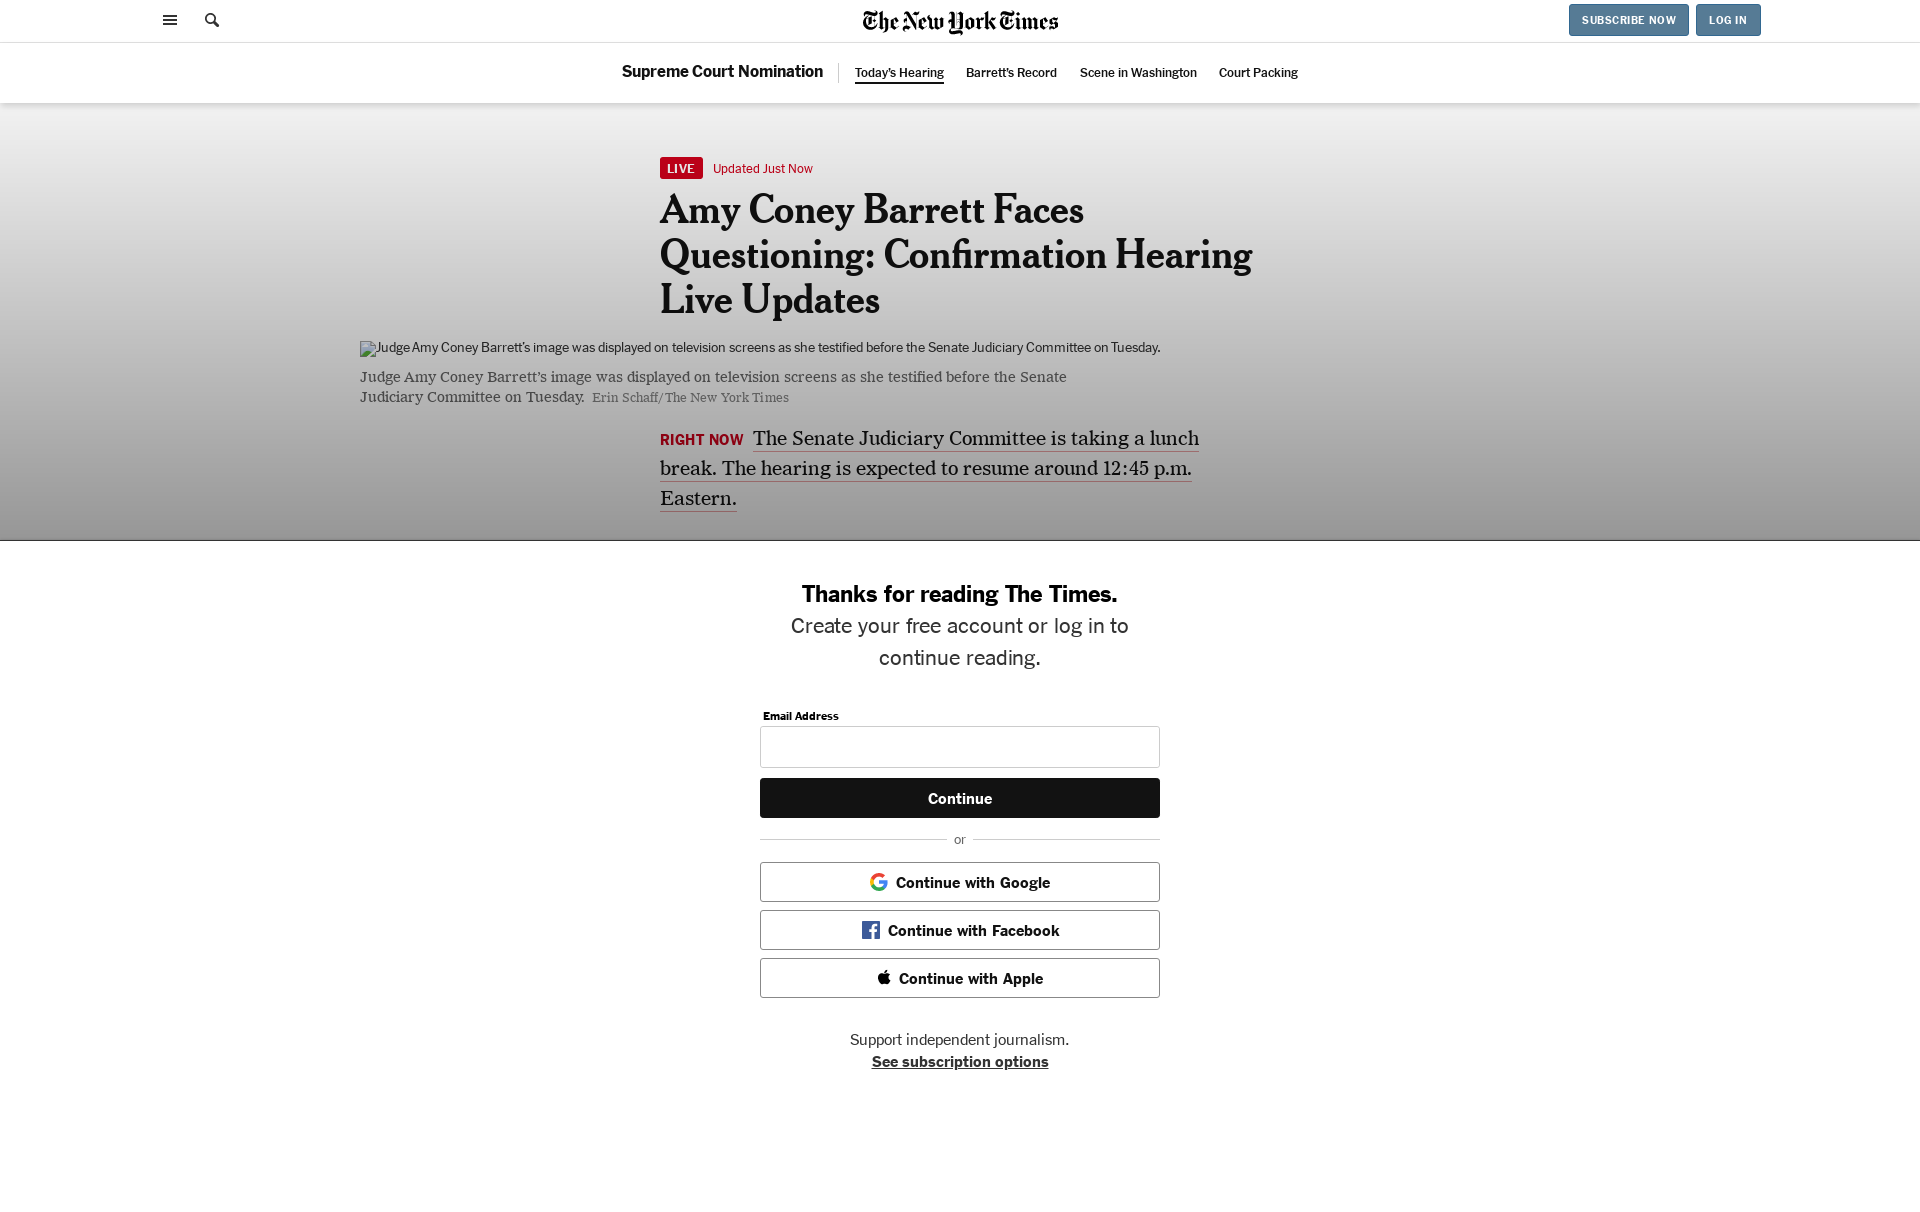 The New York Times
SUBSCRIBE NOW
LOG IN
Supreme Court Nomination
Today's Hearing
Barrett's Record
Scene in Washington
Court Packing
LIVE Updated Just Now
Amy Coney Barrett Faces
Questioning: Confirmation Hearing
Live Updates
Judge Amy Coney Barrett's image was displayed on television screens as she testified before the Senate Judiciary Committee on Tuesday.
Judge Amy Coney Barrett's image was displayed on television screens as she testified before the Senate
Judiciary Committee on Tuesday. Erin Schaff/The New York Times
RIGHT NOW The Senate Judiciary Committee is taking a lunch
break. The hearing is expected to resume around 12:45 p.m.
Eastern.
Thanks for reading The Times.
Create your free account or log in to
continue reading.
Email Address
Continue
or
Continue with Google
Continue with Facebook
Continue with Apple
Support independent journalism.
See subscription options